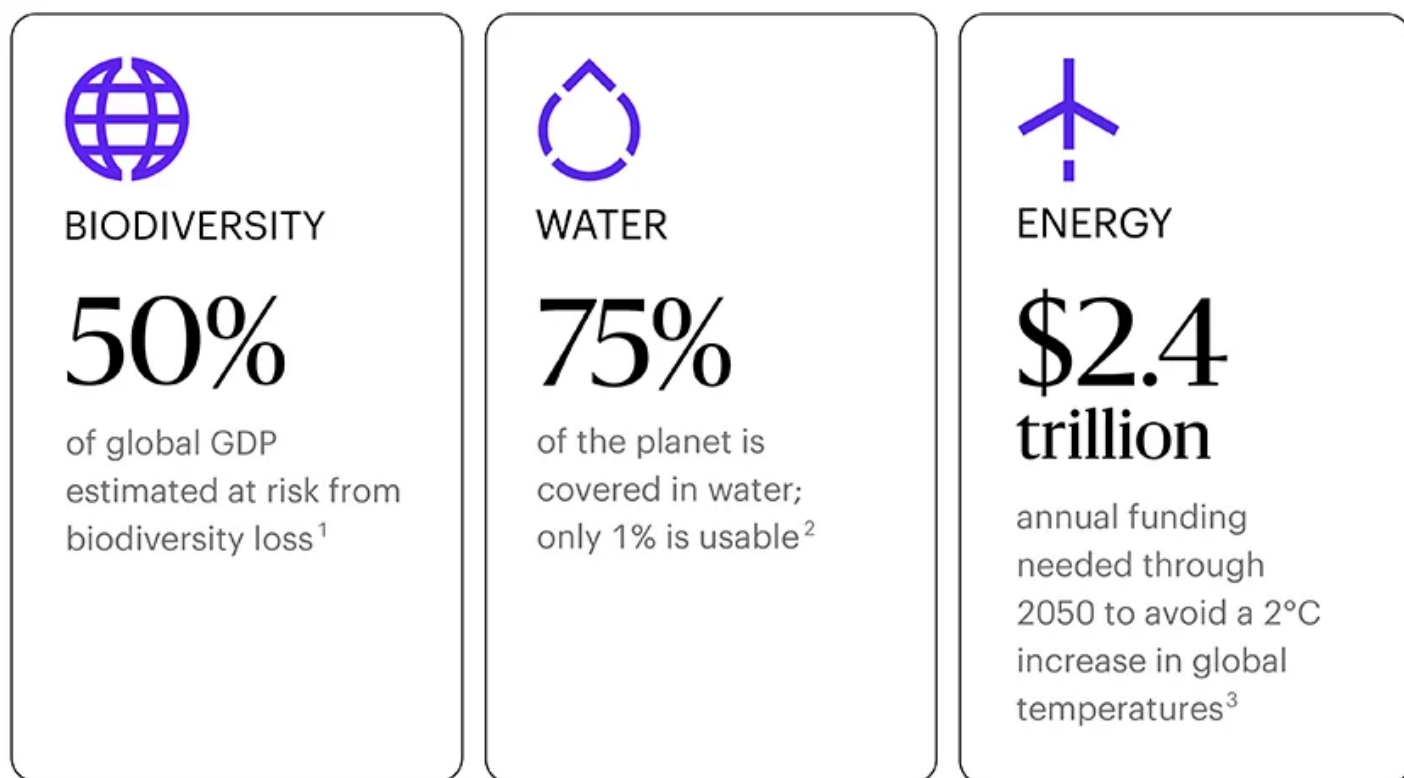 BIODIVERSITY
50%
of global GDP
estimated at risk from
biodiversity loss¹
WATER
75%
of the planet is
covered in water;
only 1% is usable²
ENERGY
$2.4
trillion
annual funding
needed through
2050 to avoid a 2°C
increase in global
temperatures³